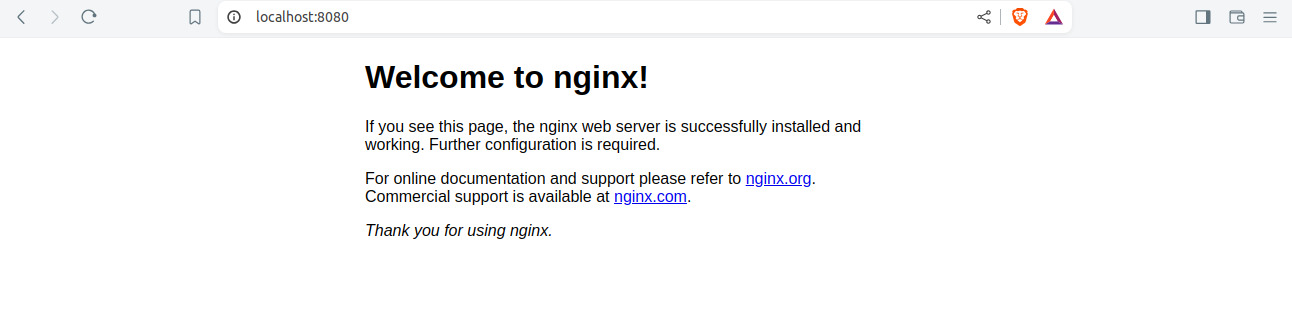 localhost:8080
Welcome to nginx!
If you see this page, the nginx web server is successfully installed and
working. Further configuration is required.
For online documentation and support please refer to nginx.org.
Commercial support is available at nginx.com.
Thank you for using nginx.